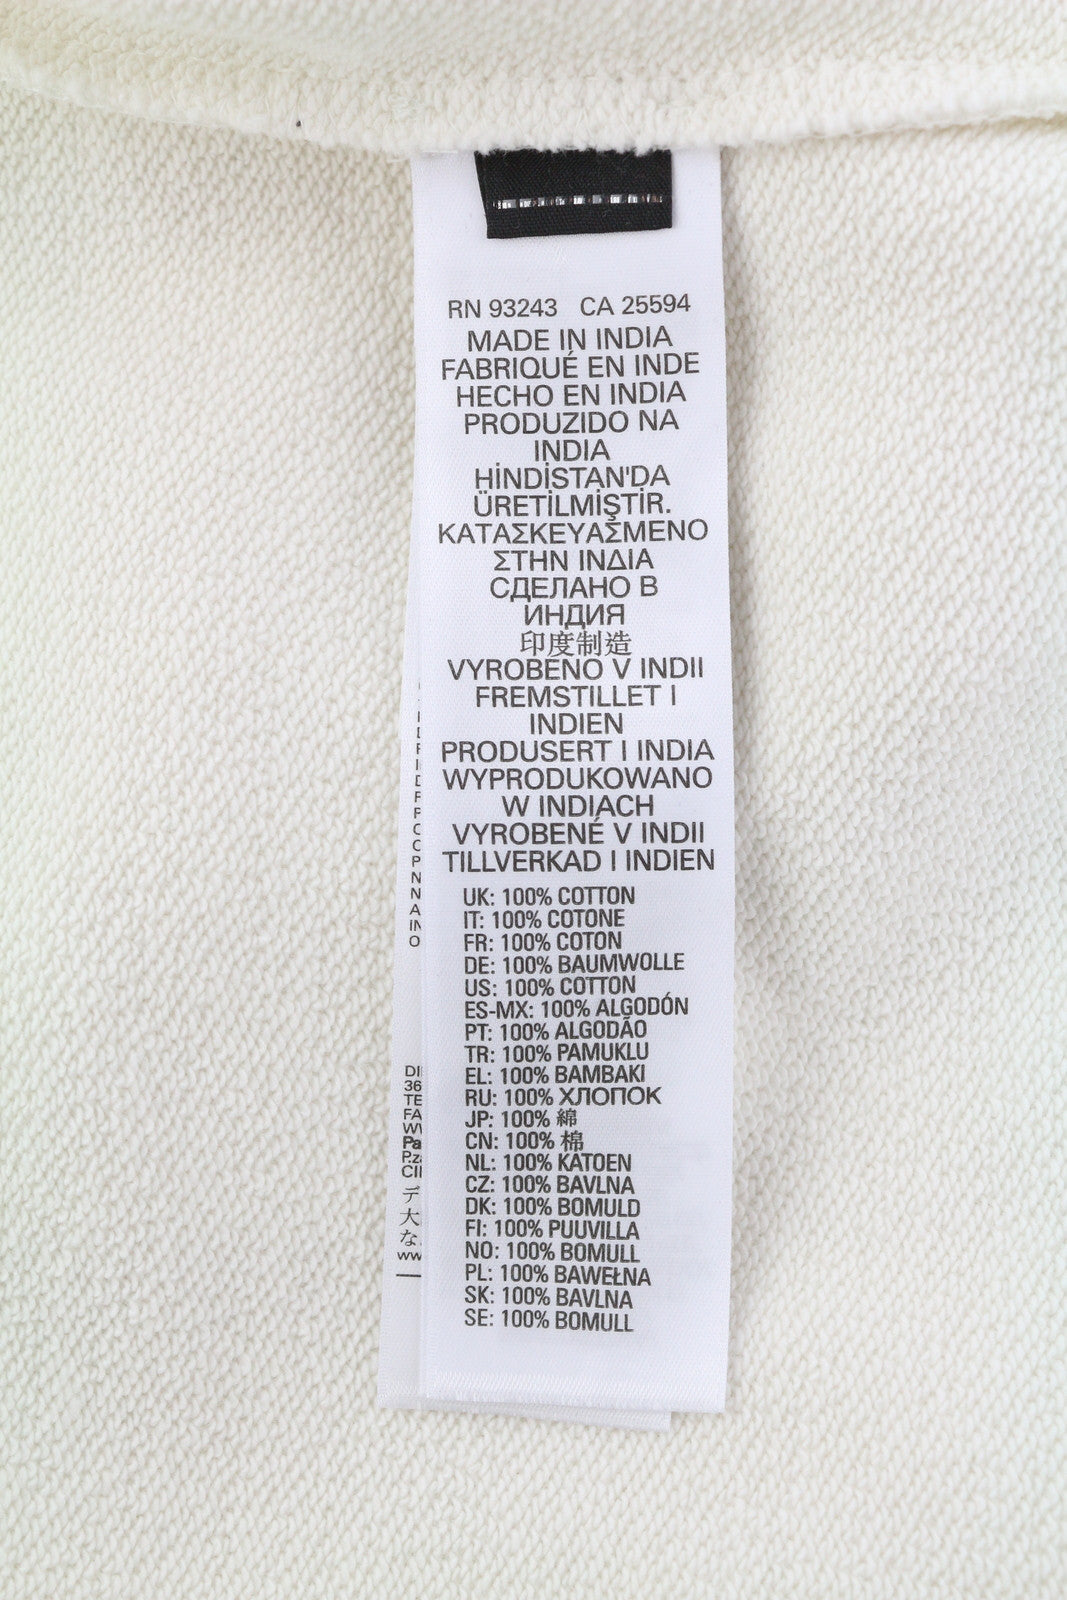 RN 93243 CA 25594
MADE IN INDIA
FABRIQUÉ EN INDE
HECHO EN INDIA
PRODUZIDO NA
INDIA
HİNDİSTAN'DA
ÜRETİLMİŞTİR.
ΚΑΤΑΣΚΕΥΑΣΜΕΝΟ
ΣΤΗΝ ΙΝΔΙΑ
СДЕЛАНО В
ИНДИЯ
印度制造
VYROBENO V INDII
FREMSTILLET I
INDIEN
PRODUSERT I INDIA
WYPRODUKOWANO
W INDIACH
VYROBENÉ V INDII
TILLVERKAD I INDIEN
UK: 100% COTTON
IT: 100% COTONE
FR: 100% COTON
DE: 100% BAUMWOLLE
US: 100% COTTON
ES-MX: 100% ALGODÓN
PT: 100% ALGODÃO
TR: 100% PAMUKLU
EL: 100% ΒΑΜΒΑΚΙ
RU: 100% ХЛОПОК
JP: 100% 綿
CN: 100% 棉
NL: 100% KATOEN
CZ: 100% BAVLNA
DK: 100% BOMULD
FI: 100% PUUVILLA
NO: 100% BOMULL
PL: 100% BAWEŁNA
SK: 100% BAVLNA
SE: 100% BOMULL